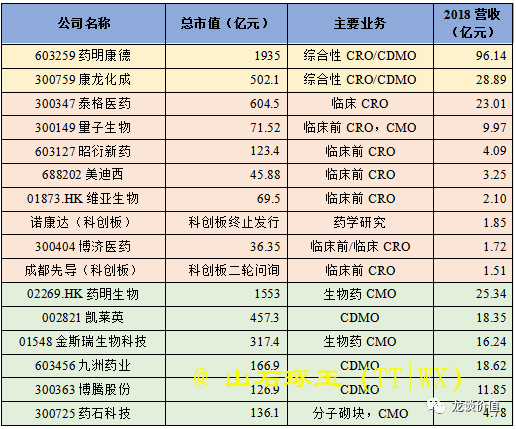 公司名称 总市值（亿元） 主要业务 2018 营收（亿元）
603259 药明康德 1935 综合性 CRO/CDMO 96.14
300759 康龙化成 502.1 综合性 CRO/CDMO 28.89
300347 泰格医药 604.5 临床 CRO 23.01
300149 量子生物 71.52 临床前 CRO，CMO 9.97
603127 昭衍新药 123.4 临床前 CRO 4.09
688202 美迪西 45.88 临床前 CRO 3.25
01873.HK 维亚生物 69.5 临床前 CRO 2.10
诺康达（科创板） 科创板终止发行 药学研究 1.85
300404 博济医药 36.35 临床前/临床 CRO 1.72
成都先导（科创板） 科创板二轮问询 临床前 CRO 1.51
02269.HK 药明生物 1553 生物药 CMO 25.34
002821 凯莱英 457.3 CDMO 18.35
01548 金斯瑞生物科技 317.4 生物药 CMO 16.24
603456 九洲药业 166.9 CDMO 18.62
@ 山石琢玉 (TT|WX)
300363 博腾股份 126.9 CDMO 11.85
龙谈价值
300725 药石科技 136.1 分子砌块，CMO 4.78